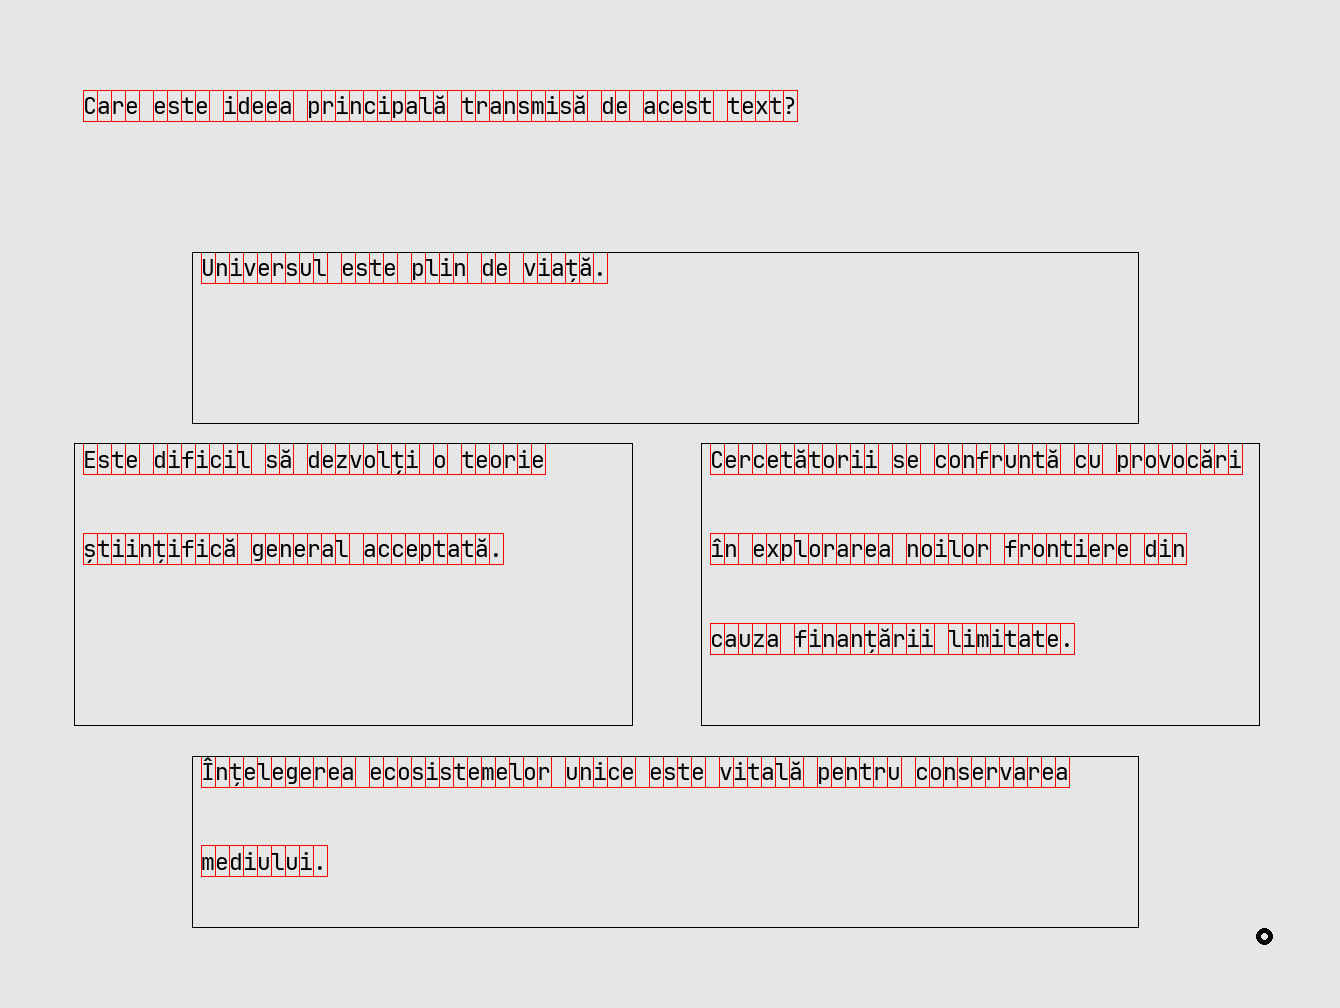 Care este ideea principală transmisă de acest text?
Universul este plin de viață.
Este dificil să dezvolți o teorie
științifică general acceptată.
Cercetătorii se confruntă cu provocări
în explorarea noilor frontiere din
cauza finanțării limitate.
Înțelegerea ecosistemelor unice este vitală pentru conservarea
mediului.